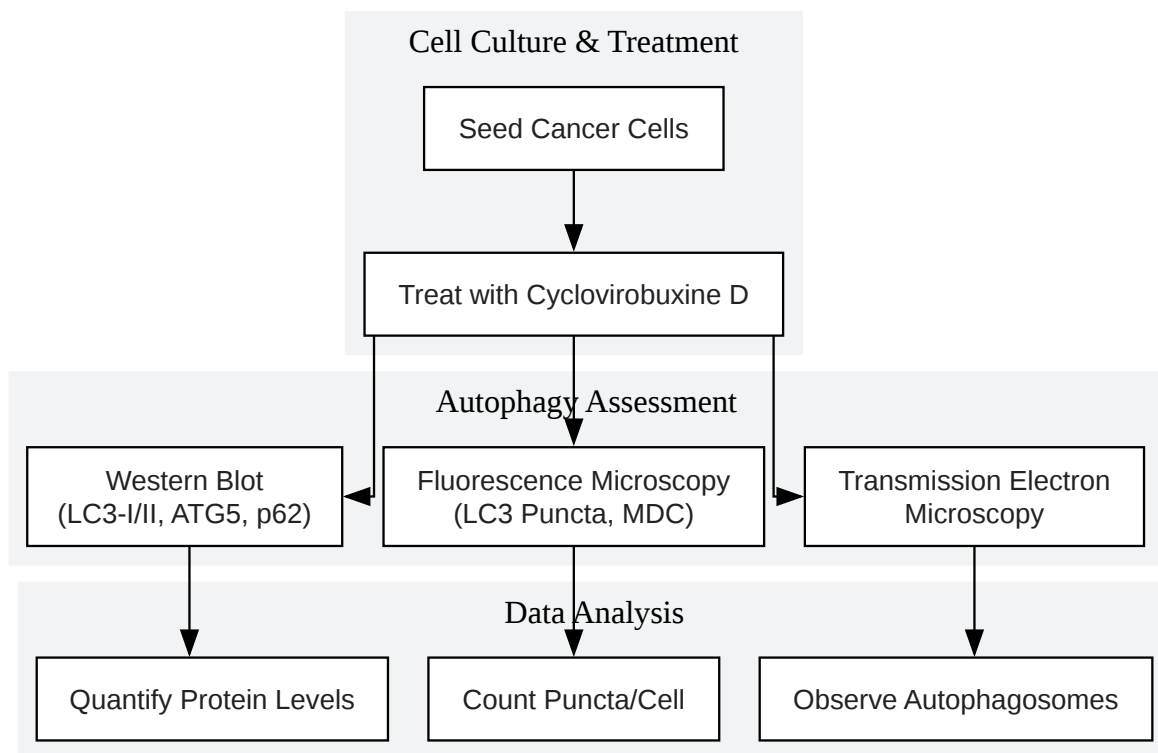 Cell Culture & Treatment
Seed Cancer Cells
Treat with Cyclovirobuxine D
Autophagy Assessment
Western Blot
(LC3-I/II, ATG5, p62)
Fluorescence Microscopy
(LC3 Puncta, MDC)
Transmission Electron
Microscopy
Data Analysis
Quantify Protein Levels
Count Puncta/Cell
Observe Autophagosomes